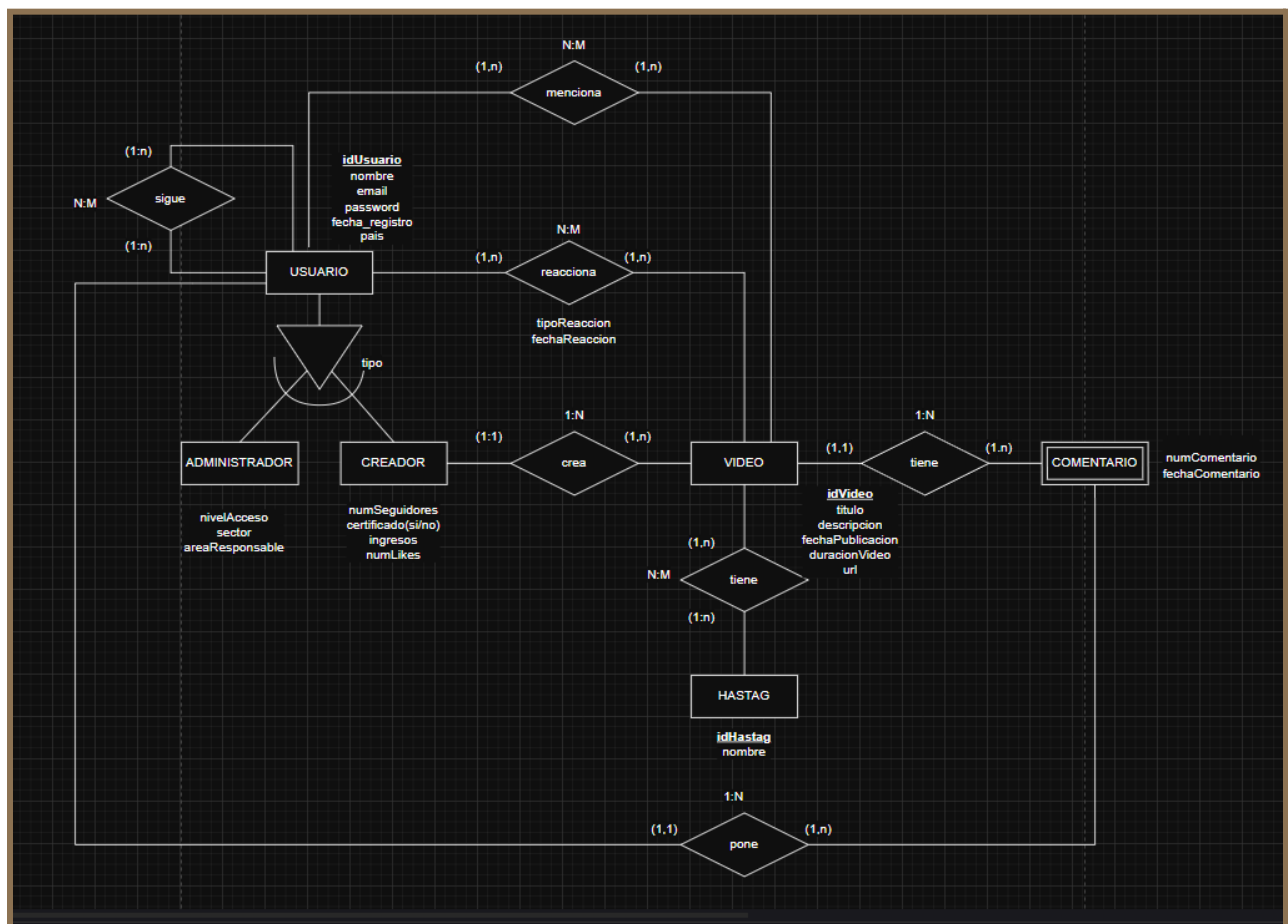 N:M
(1,n)
(1,n)
menciona
(1:n)
idUsuario
nombre
email
password
fecha_registro
pais
sigue
N:M
N:M
(1:n)
(1,n)
(1,n)
USUARIO
reacciona
tipoReaccion
fechaReaccion
tipo
1:N
1:N
(1:1)
(1,n)
(1,1)
(1.n)
ADMINISTRADOR
CREADOR
crea
VIDEO
tiene
COMENTARIO
numComentario
fechaComentario
idVideo
titulo
descripcion
fechaPublicacion
duracionVideo
url
nivelAcceso
sector
areaResponsable
numSeguidores
certificado(si/no)
ingresos
numLikes
(1,n)
N:M
tiene
(1:n)
HASTAG
idHastag
nombre
1:N
(1,1)
(1,n)
pone